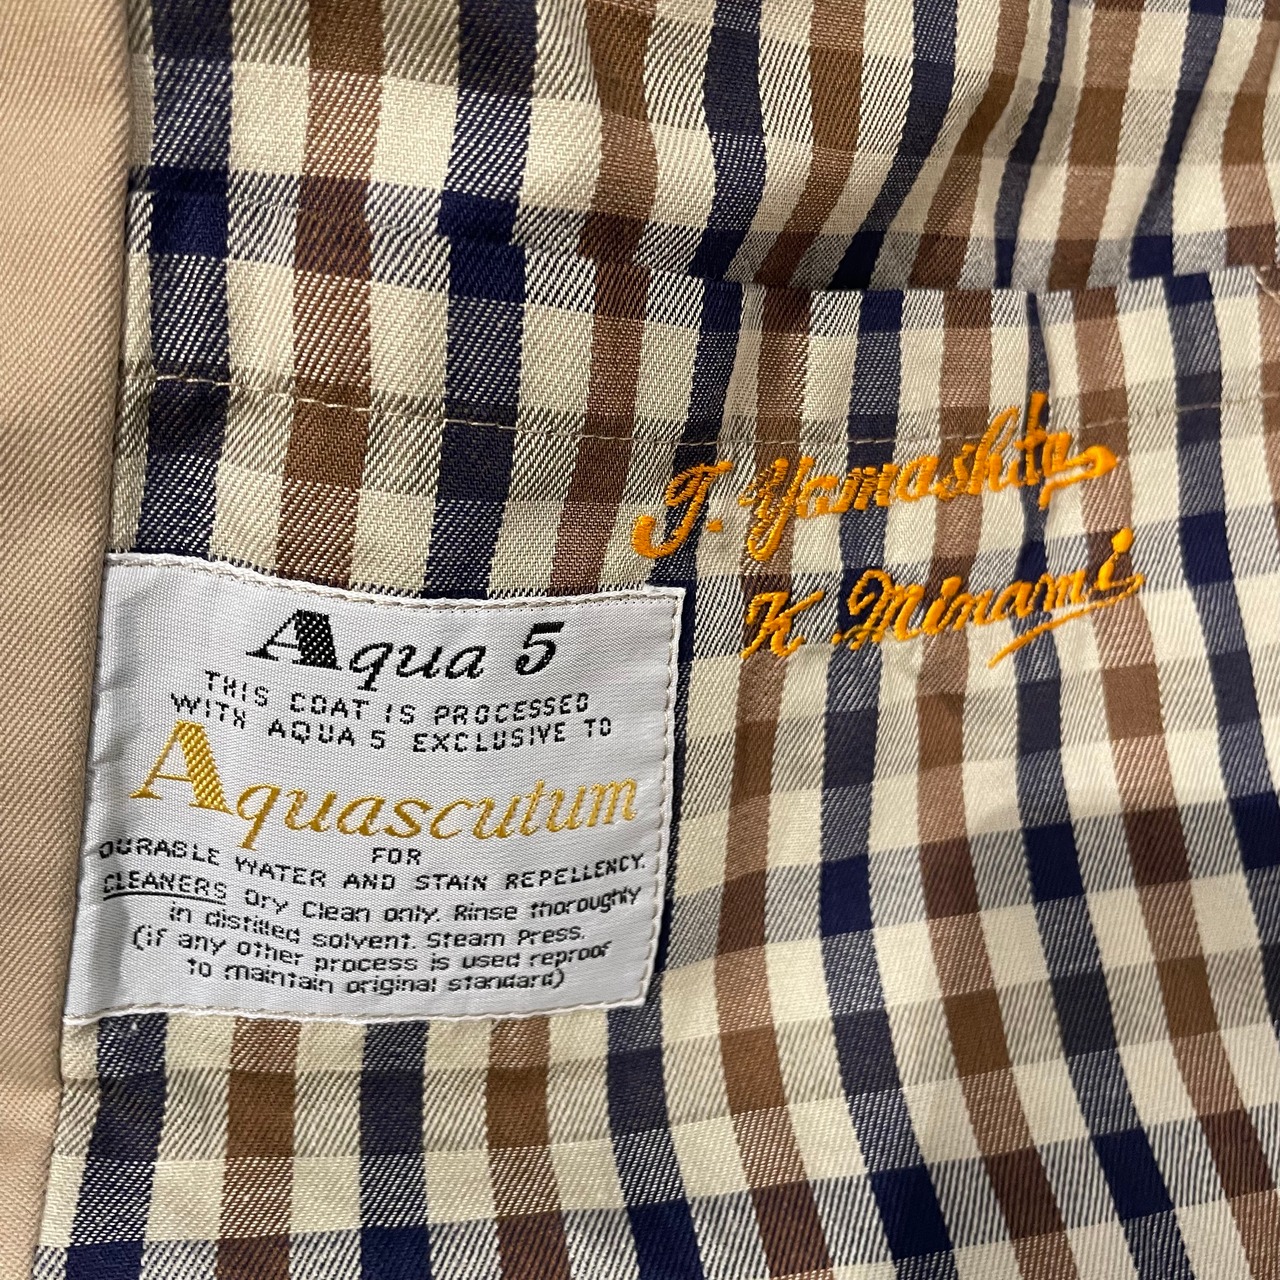 T. Yamashita
K. Minami
Aqua 5
THIS COAT IS PROCESSED
WITH AQUA 5 EXCLUSIVE TO
Aquascutum
FOR
DURABLE WATER AND STAIN REPELLENCY.
CLEANERS Dry Clean only. Rinse thoroughly
in distilled solvent. Steam Press.
(if any other process is used reproof
to maintain original standard)